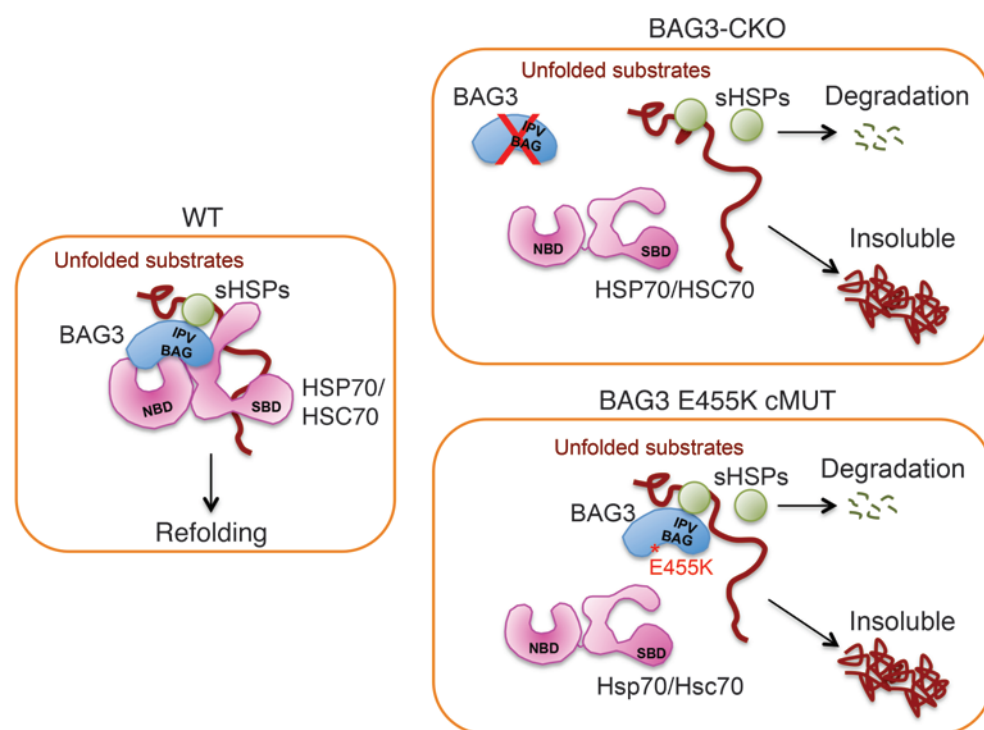 WT
Unfolded substrates
sHSPs
BAG3
IPV
BAG
NBD
SBD
HSP70/
HSC70
Refolding
BAG3-CKO
Unfolded substrates
BAG3
sHSPs
Degradation
IPV
BAG
NBD
SBD
HSP70/HSC70
Insoluble
BAG3 E455K cMUT
Unfolded substrates
sHSPs
Degradation
BAG3
IPV
BAG
*
E455K
NBD
SBD
Hsp70/Hsc70
Insoluble